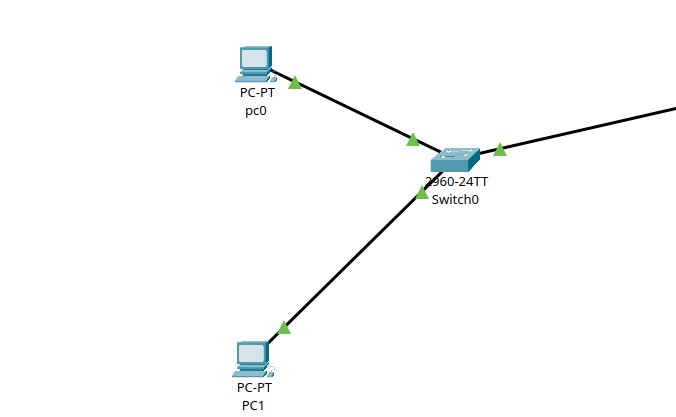 PC-PT
pc0
2960-24TT
Switch0
PC-PT
PC1